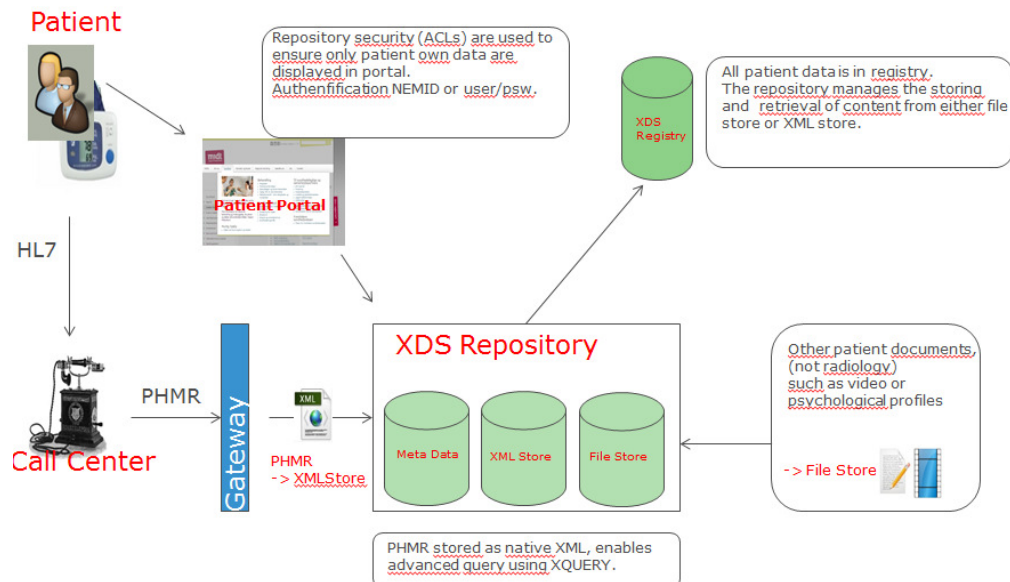 Patient
Repository security (ACLs) are used to
ensure only patient own data are
displayed in portal.
Authenfification NEMID or user/psw.
XDS
Registry
All patient data is in registry.
The repository manages the storing
and retrieval of content from either file
store or XML store.
Patient Portal
HL7
Call Center
PHMR
Gateway
XML
PHMR
-> XMLStore
XDS Repository
Meta Data
XML Store
File Store
Other patient documents,
(not radiology)
such as video or
psychological profiles
-> File Store
PHMR stored as native XML, enables
advanced query using XQUERY.